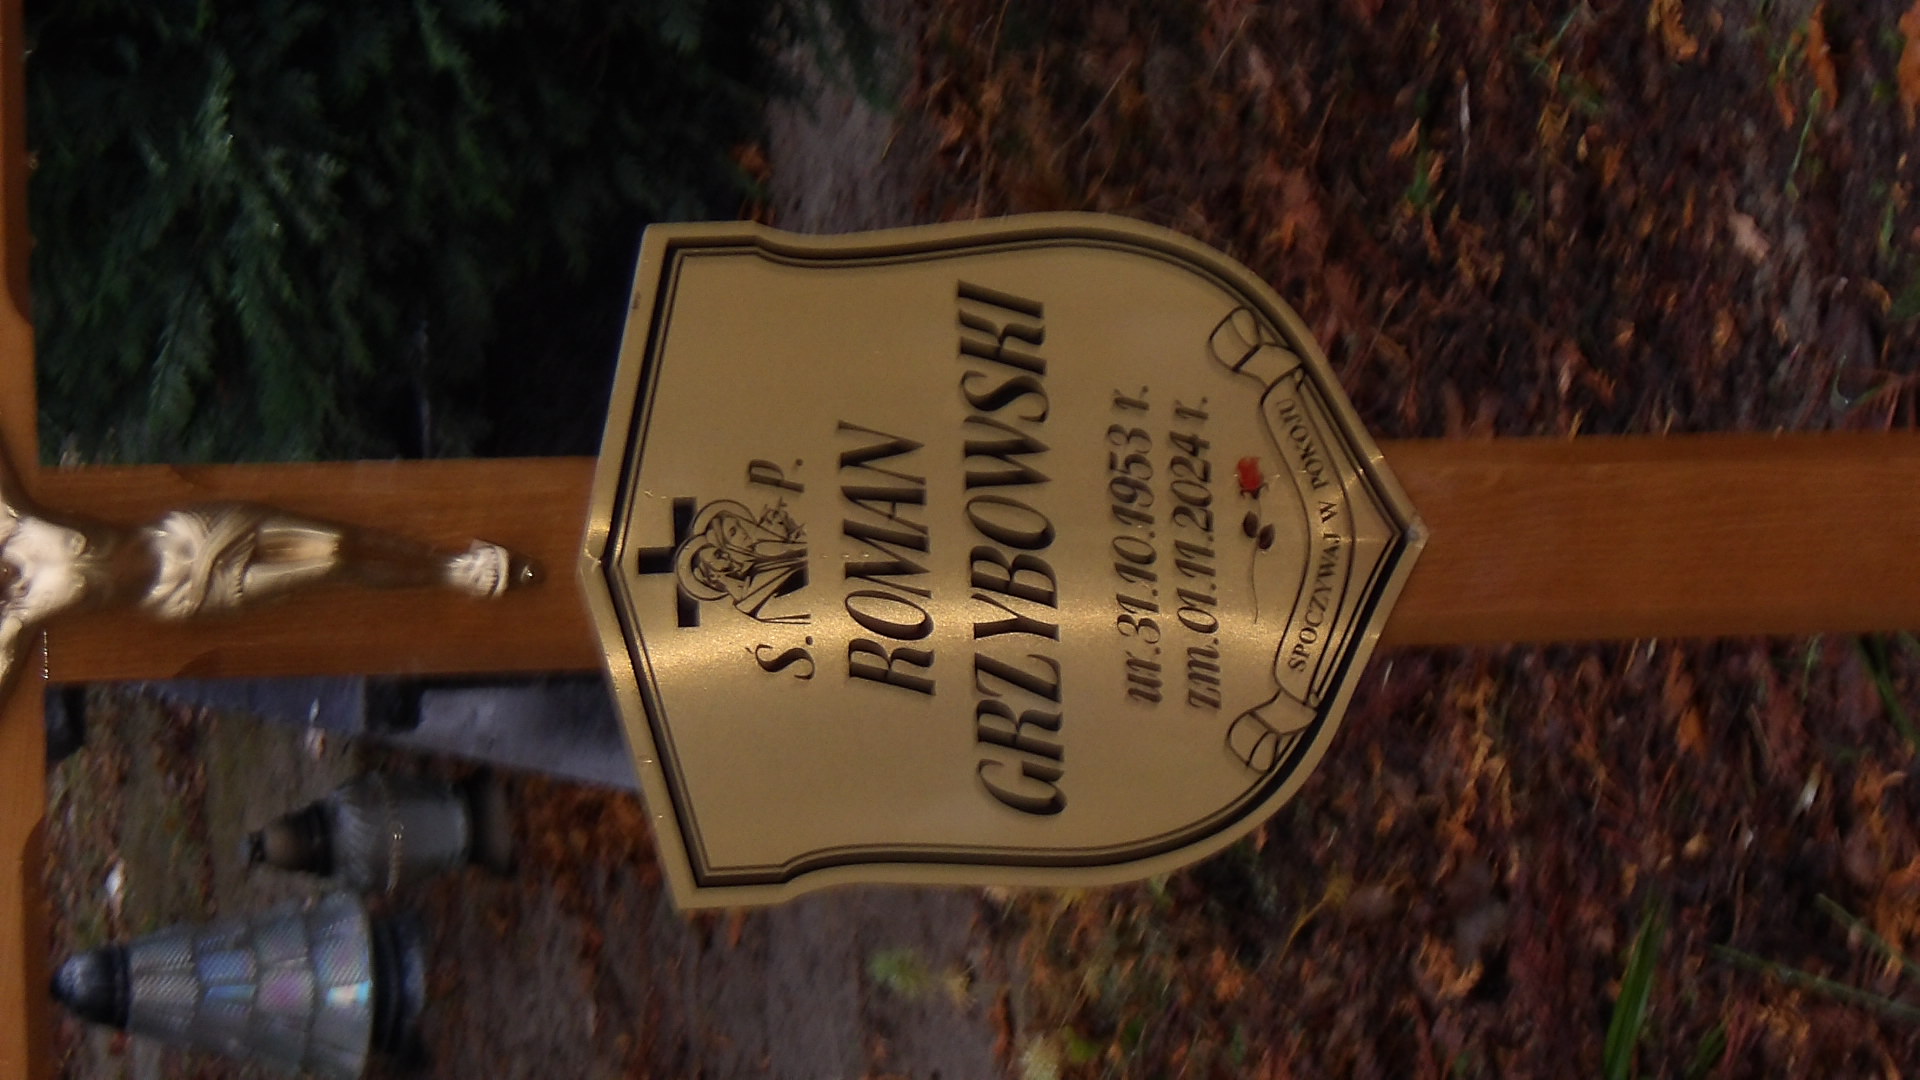 Ś. P.
ROMAN
GRZYBOWSKI
ur.31.10.1953 r.
zm.01.11.2024 r.
SPOCZYWAJ W POKOJU